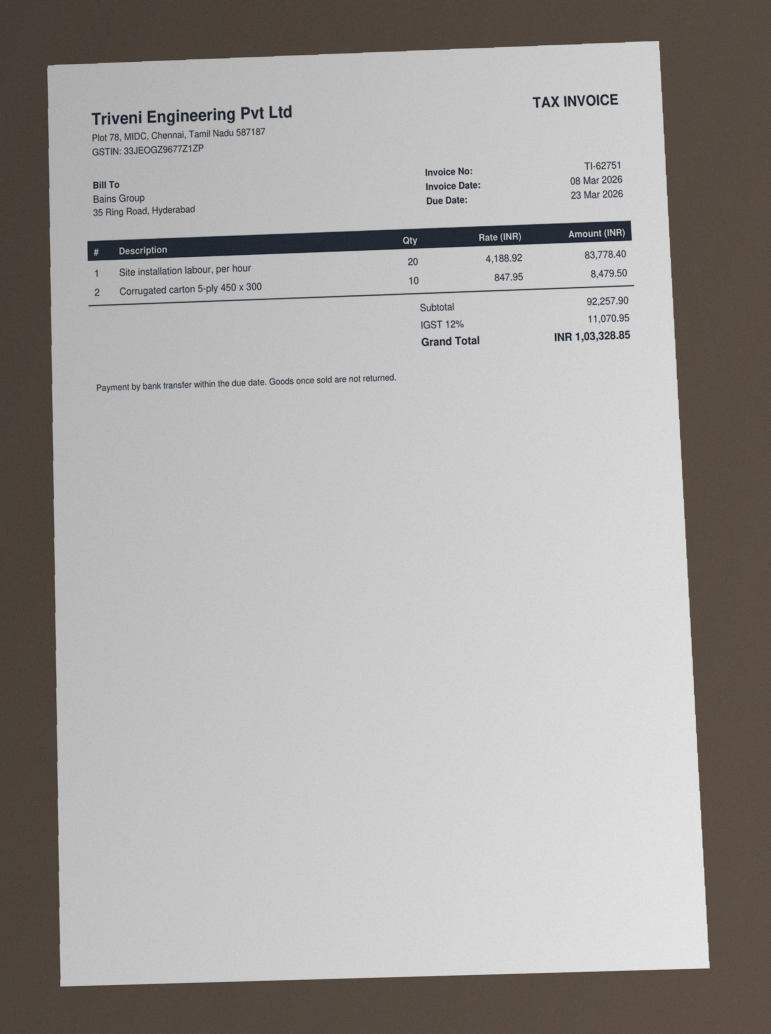 Triveni Engineering Pvt Ltd
TAX INVOICE
Plot 78, MIDC, Chennai, Tamil Nadu 587187
GSTIN: 33JEOGZ9677Z1ZP
Bill To
Bains Group
35 Ring Road, Hyderabad
Invoice No: TI-62751
Invoice Date: 08 Mar 2026
Due Date: 23 Mar 2026
# Description Qty Rate (INR) Amount (INR)
1 Site installation labour, per hour 20 4,188.92 83,778.40
2 Corrugated carton 5-ply 450 x 300 10 847.95 8,479.50
Subtotal 92,257.90
IGST 12% 11,070.95
Grand Total INR 1,03,328.85
Payment by bank transfer within the due date. Goods once sold are not returned.